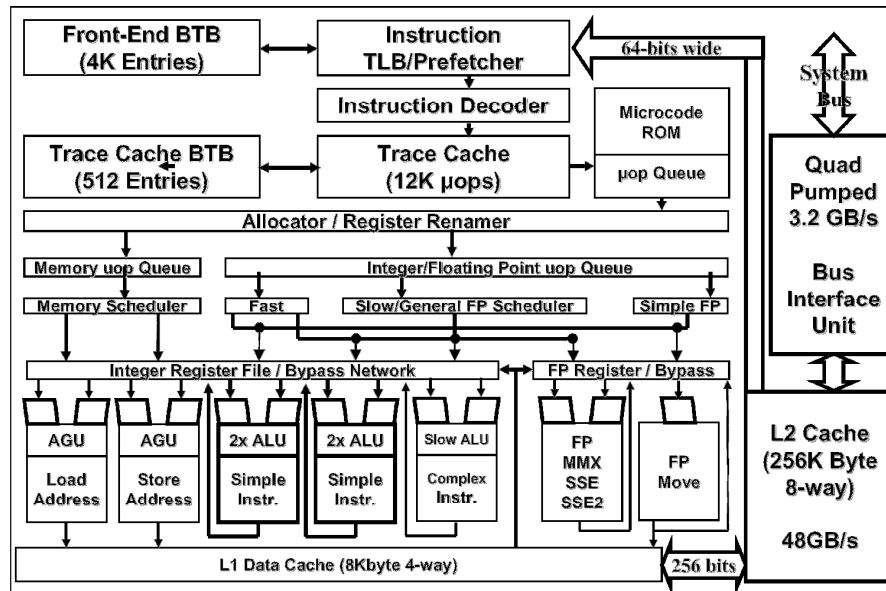 Front-End BTB
(4K Entries)
Instruction
TLB/Prefetcher
64-bits wide
System
Bus
Instruction Decoder
Microcode
ROM
Trace Cache BTB
(512 Entries)
Trace Cache
(12K µops)
µop Queue
Quad
Pumped
3.2 GB/s
Bus
Interface
Unit
Allocator / Register Renamer
Memory uop Queue
Integer/Floating Point uop Queue
Memory Scheduler
Fast
Slow/General FP Scheduler
Simple FP
Integer Register File / Bypass Network
FP Register / Bypass
AGU
Load
Address
AGU
Store
Address
2x ALU
Simple
Instr.
2x ALU
Simple
Instr.
Slow ALU
Complex
Instr.
FP
MMX
SSE
SSE2
FP
Move
L2 Cache
(256K Byte
8-way)
48GB/s
L1 Data Cache (8Kbyte 4-way)
256 bits